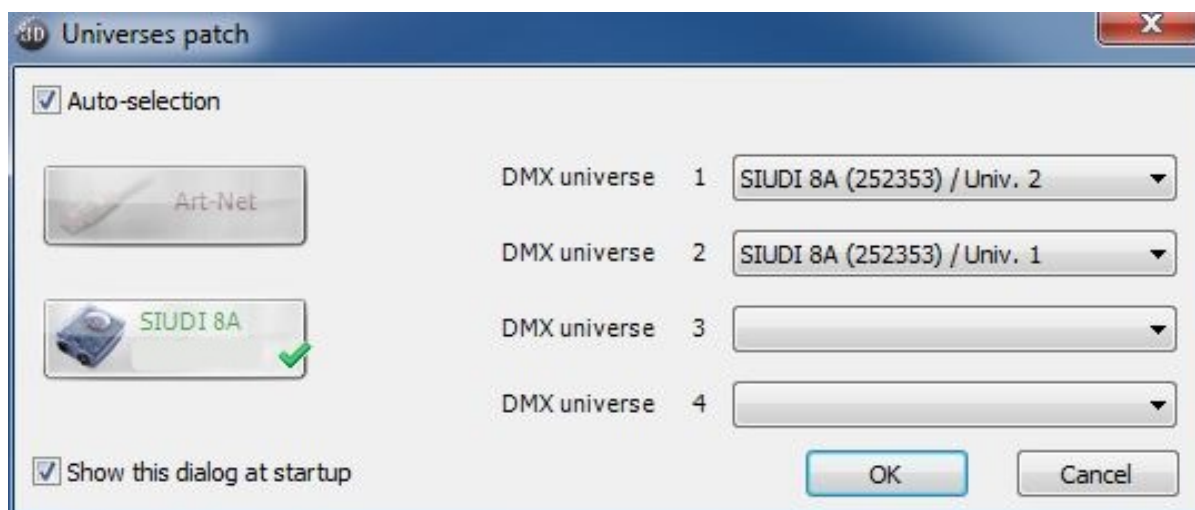 3D Universes patch
Auto-selection
Art-Net
SIUDI 8A
DMX universe 1 SIUDI 8A (252353) / Univ. 2
DMX universe 2 SIUDI 8A (252353) / Univ. 1
DMX universe 3
DMX universe 4
Show this dialog at startup
OK Cancel